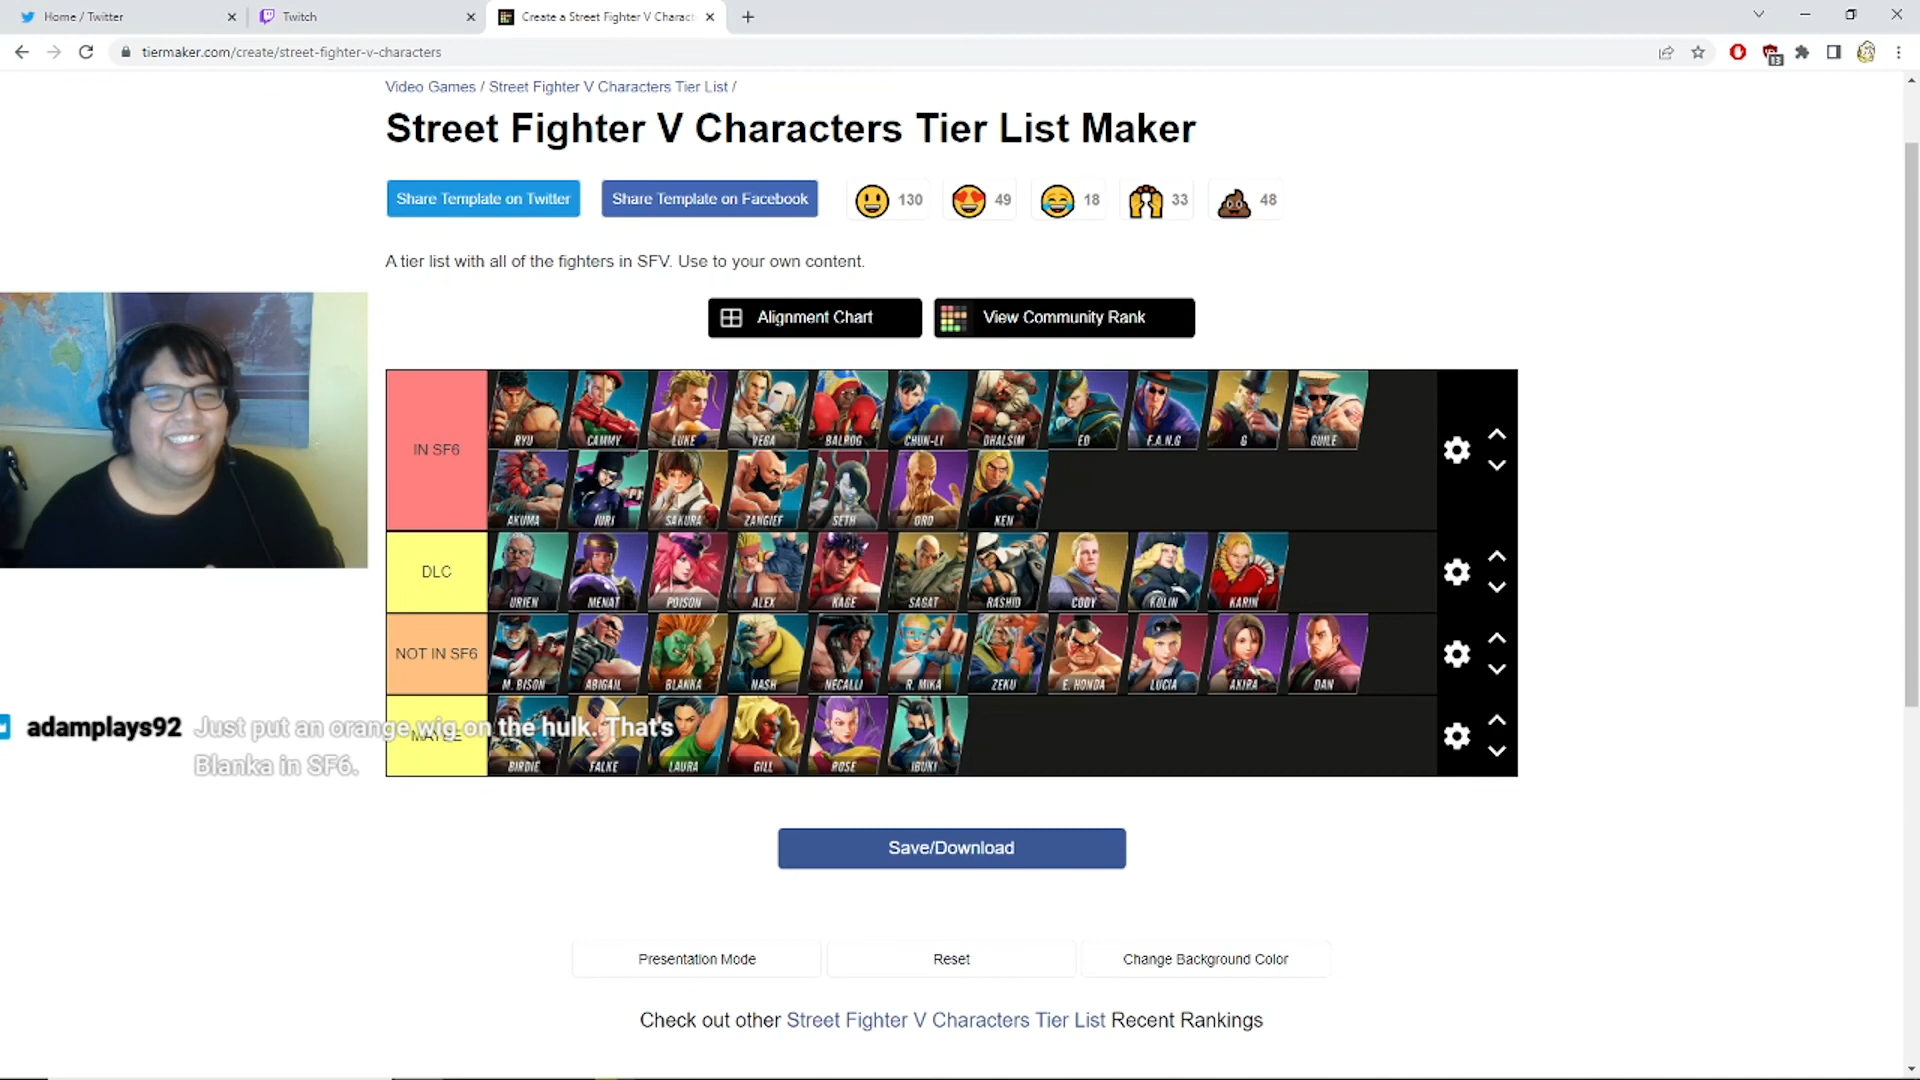 Home / Twitter
Twitch
Create a Street Fighter V Charact
tiermaker.com/create/street-fighter-v-characters
13
Video Games / Street Fighter V Characters Tier List /
Street Fighter V Characters Tier List Maker
Share Template on Twitter
Share Template on Facebook
130
49
18
33
48
A tier list with all of the fighters in SFV. Use to your own content.
Alignment Chart
View Community Rank
IN SF6
RYU CAMMY LUKE VEGA BALROG CHUN-LI DHALSIM ED F.A.N.G G GUILE
AKUMA JURI SAKURA ZANGIEF SETH ORO KEN
DLC
URIEN MENAT POISON ALEX KAGE SAGAT RASHID CODY KOLIN KARIN
NOT IN SF6
M. BISON ABIGAIL BLANKA NASH NECALLI R. MIKA ZEKU E. HONDA LUCIA AKIRA DAN
MAYBE
BIRDIE FALKE LAURA GILL ROSE IBUKI
adamplays92 Just put an orange wig on the hulk. That's
Blanka in SF6.
Save/Download
Presentation Mode
Reset
Change Background Color
Check out other Street Fighter V Characters Tier List Recent Rankings